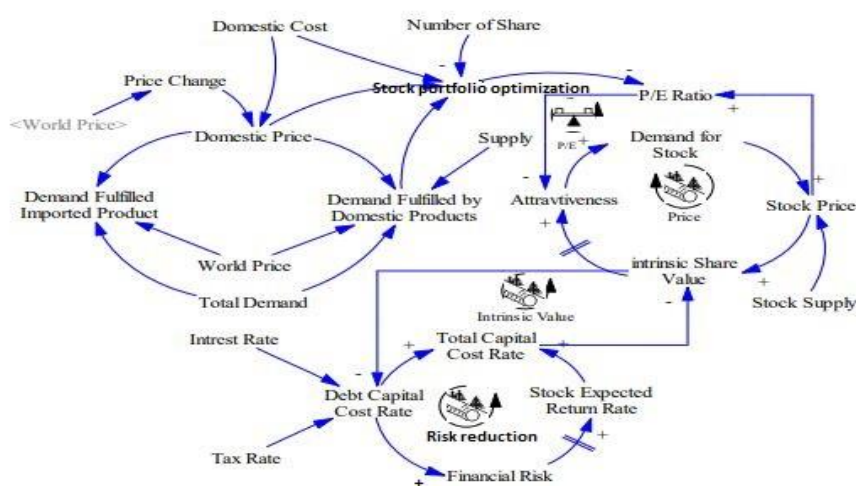 Domestic Cost
Number of Share
-
-
-
Price Change
Stock portfolio optimization
P/E Ratio
<World Price>
-
+
Domestic Price
Supply
-
P/E
+
Demand for
Stock
Demand Fulfilled
Imported Product
Demand Fulfilled by
Domestic Products
-
Attravtiveness
+
Price
+
Stock Price
World Price
intrinsic Share
Value
+
+
Total Demand
Intrinsic Value
-
Stock Supply
Intrest Rate
+
Total Capital
Cost Rate
-
Debt Capital
Cost Rate
Stock Expected
Return Rate
Risk reduction
+
Tax Rate
+
Financial Risk